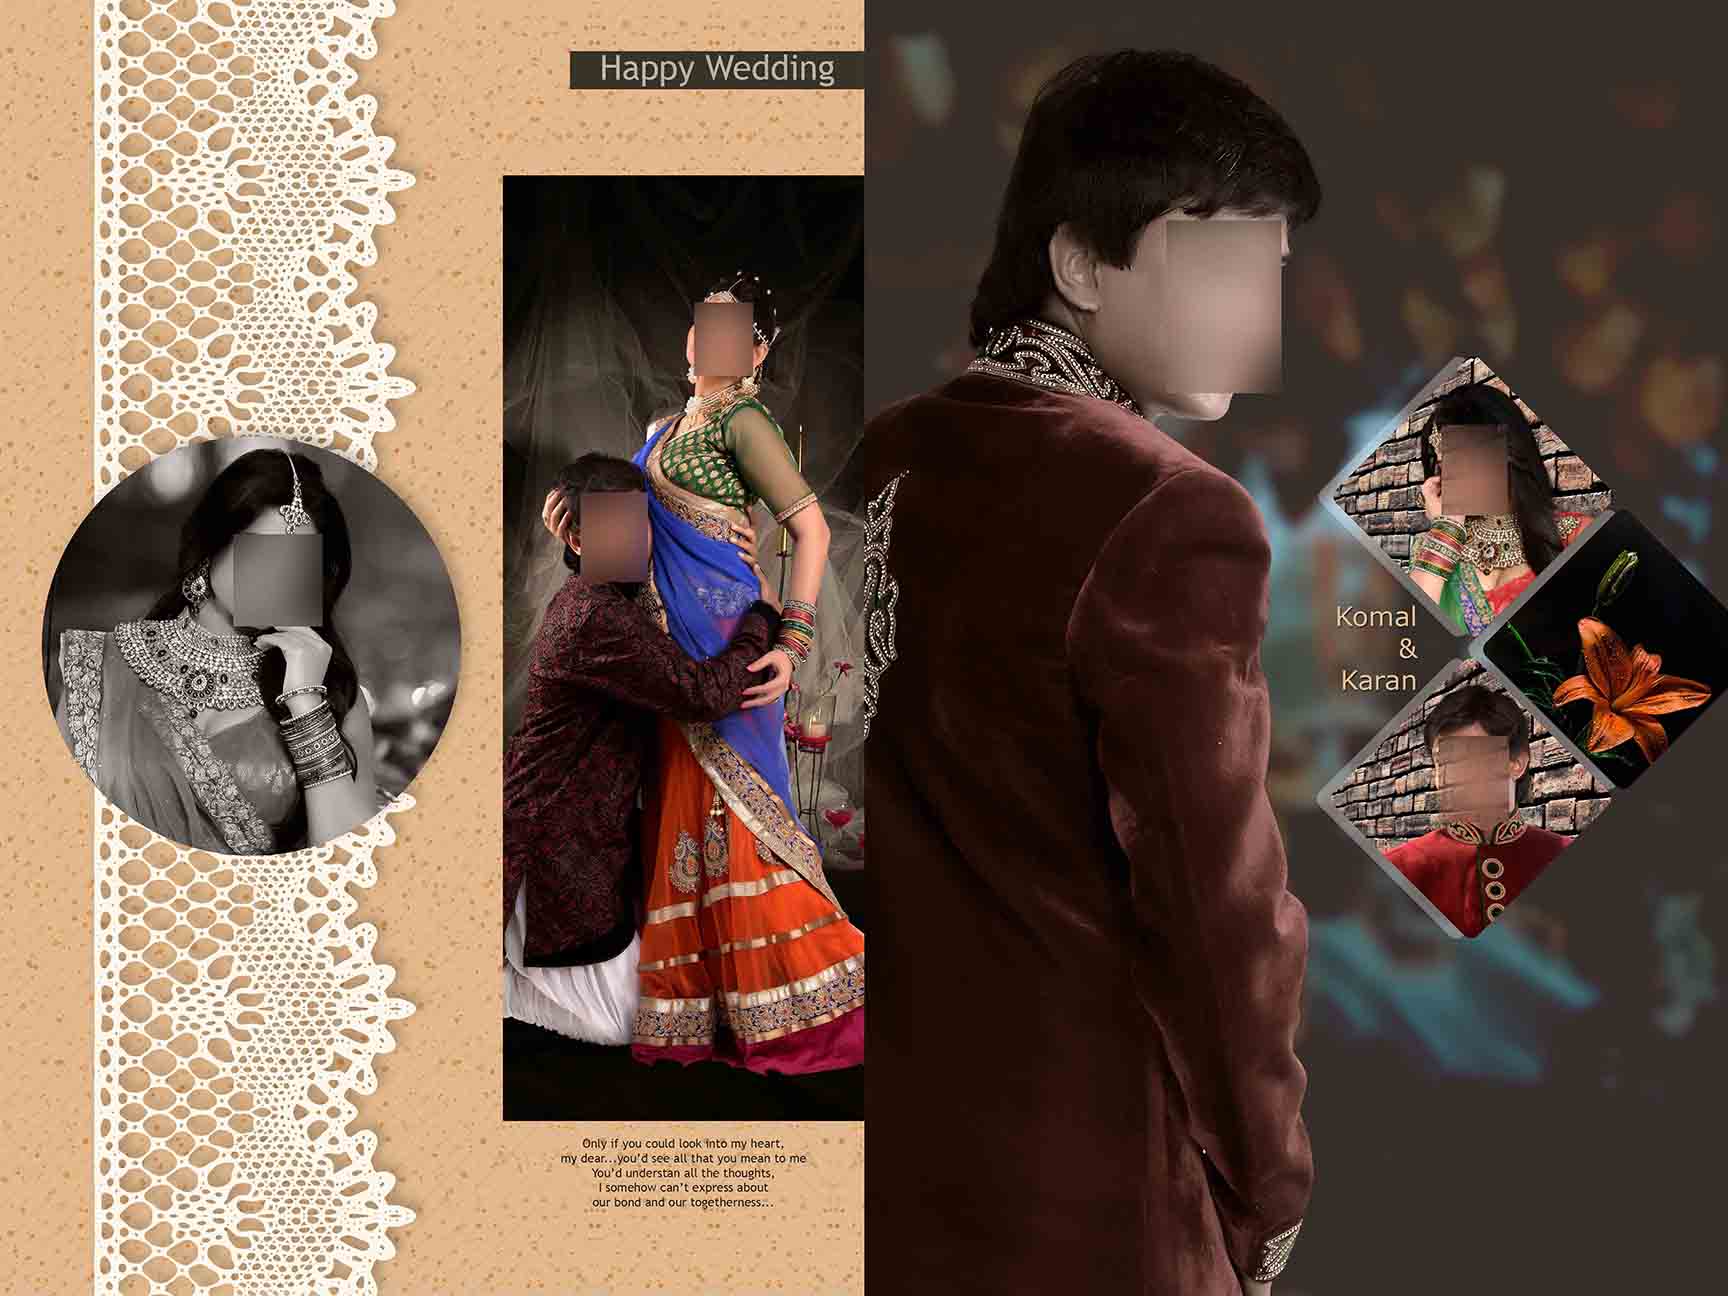 Happy Wedding
Only if you could look into my heart,
my dear...you'd see all that you mean to me
You'd understan all the thoughts,
I somehow can't express about
our bond and our togetherness...
Komal
&
Karan